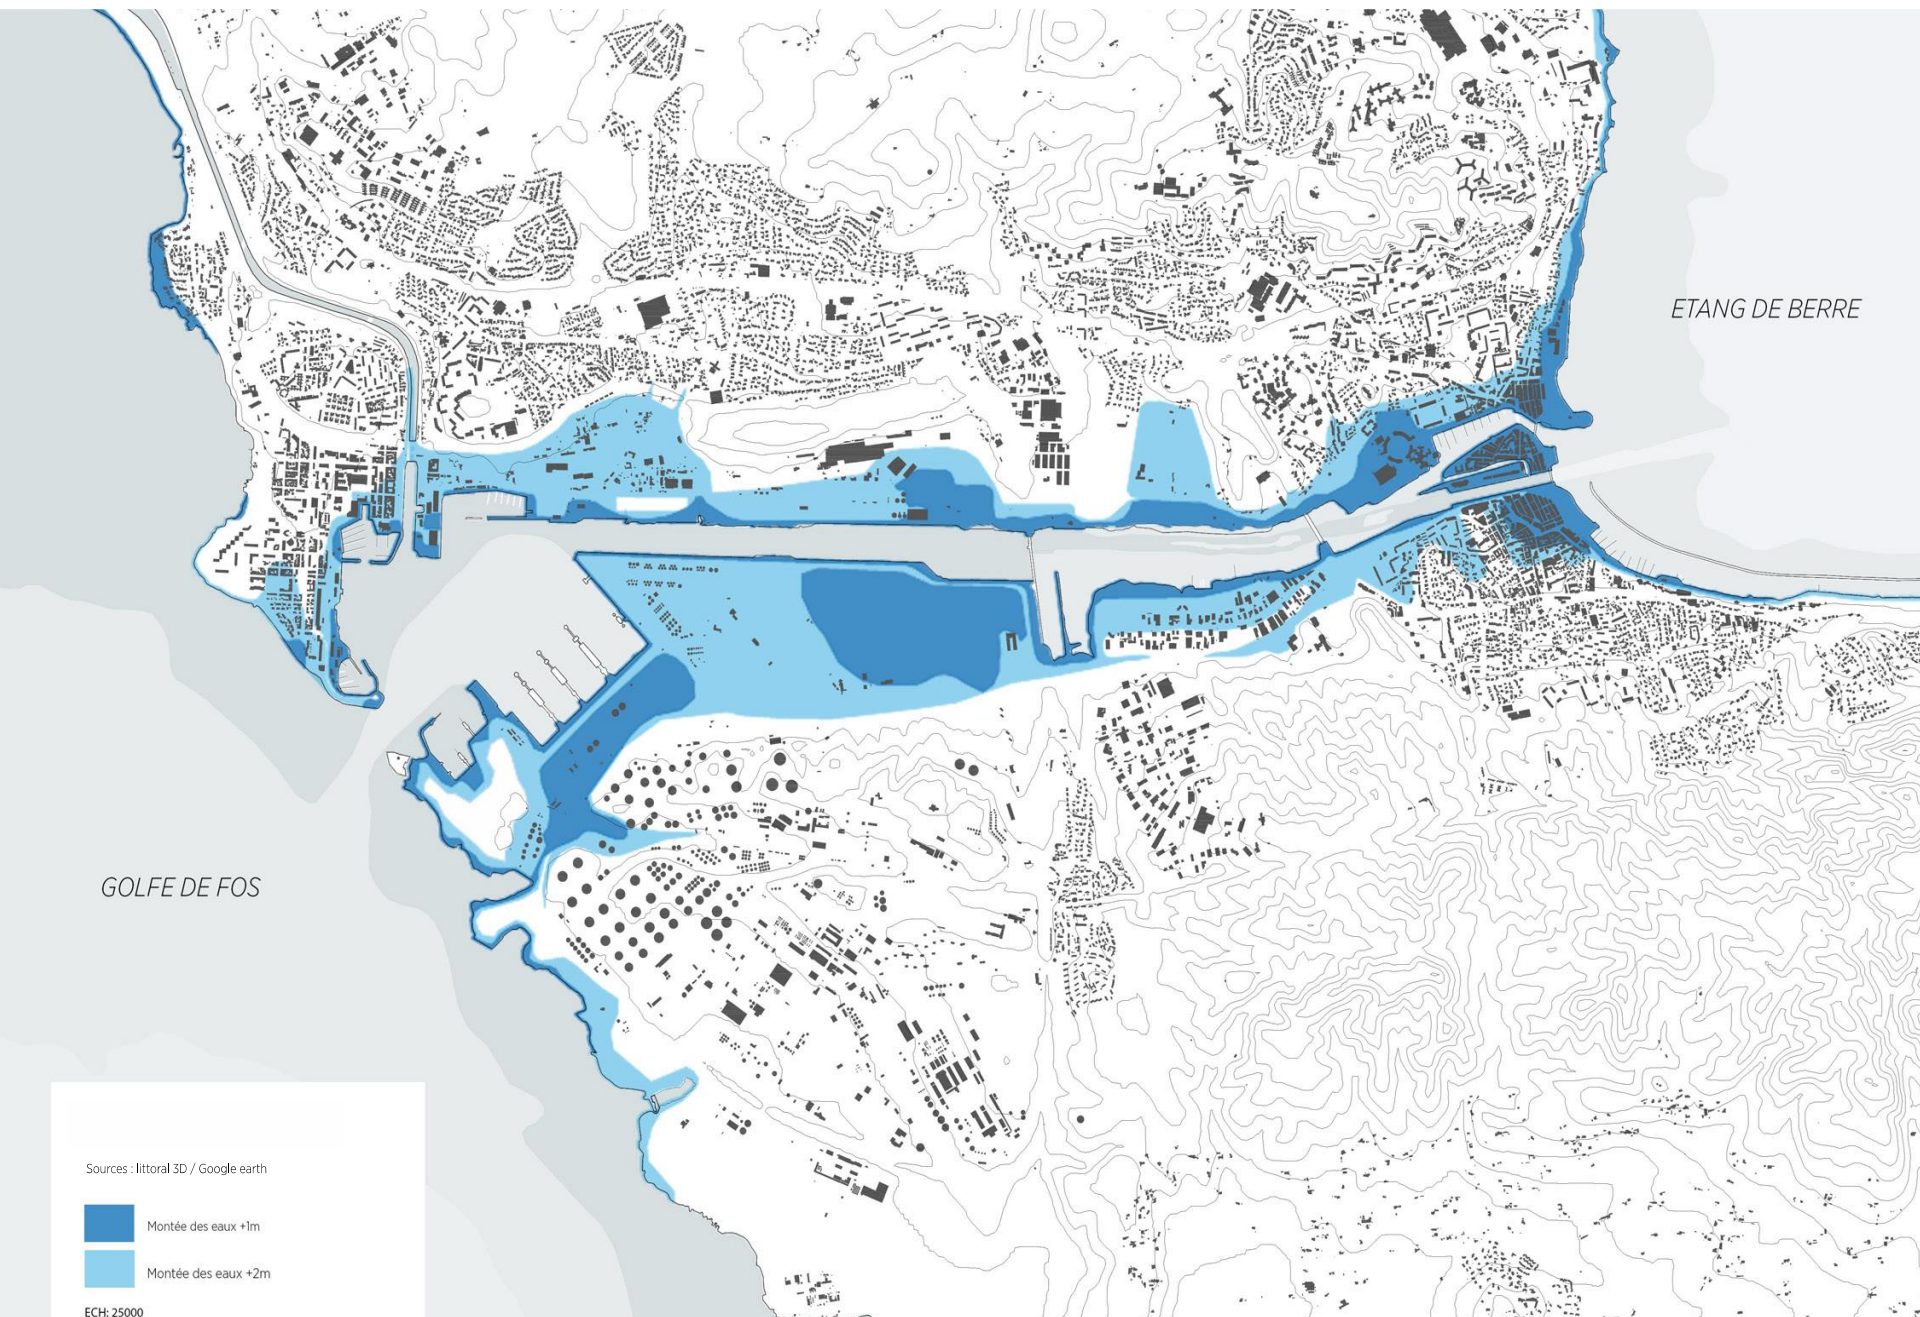 ETANG DE BERRE
GOLFE DE FOS
Sources : littoral 3D / Google earth
Montée des eaux +1m
Montée des eaux +2m
ECH: 25000